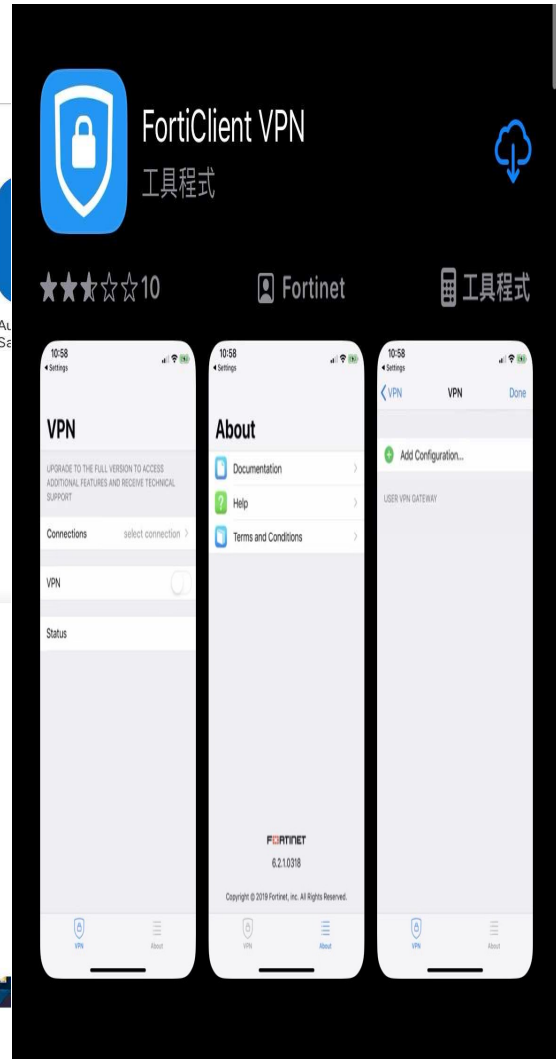 FortiClient VPN
工具程式
10
Fortinet
工具程式
10:58
Settings
VPN
UPGRADE TO THE FULL VERSION TO ACCESS
ADDITIONAL FEATURES AND RECEIVE TECHNICAL
SUPPORT
Connections
select connection
VPN
Status
VPN
About
10:58
Settings
About
Documentation
Help
Terms and Conditions
FORTINET
6.2.1.0318
Copyright © 2019 Fortinet, inc. All Rights Reserved.
VPN
About
10:58
Settings
VPN
VPN
Done
Add Configuration...
USER VPN GATEWAY
VPN
About
Au
Sa